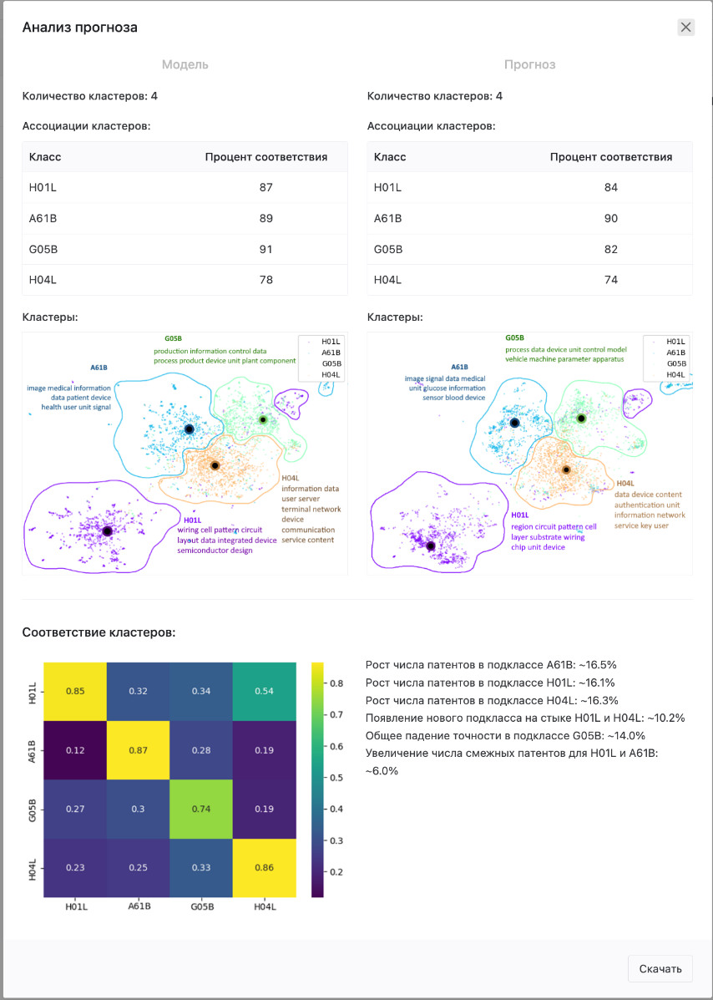 Анализ прогноза
Модель
Количество кластеров: 4
Ассоциации кластеров:
Класс Процент соответствия
H01L 87
A61B 89
G05B 91
H04L 78
Кластеры:
G05B
production information control data
process product device unit plant component
A61B
image medical information
data patient device
health user unit signal
H01L
A61B
G05B
H04L
H04L
information data
user server
terminal network
device
communication
service content
H01L
wiring cell pattern circuit
layout data integrated device
semiconductor design
Прогноз
Количество кластеров: 4
Ассоциации кластеров:
Класс Процент соответствия
H01L 84
A61B 90
G05B 82
H04L 74
Кластеры:
G05B
process data device unit control model
vehicle machine parameter apparatus
A61B
image signal data medical
unit glucose information
sensor blood device
H01L
A61B
G05B
H04L
H04L
data device content
authentication unit
information network
service key user
H01L
region circuit pattern cell
layer substrate wiring
chip unit device
Соответствие кластеров:
H01L 0.85 0.32 0.34 0.54
A61B 0.12 0.87 0.28 0.19
G05B 0.27 0.3 0.74 0.19
H04L 0.23 0.25 0.33 0.86
H01L A61B G05B H04L
0.8
0.7
0.6
0.5
0.4
0.3
0.2
Рост числа патентов в подклассе A61B: ~16.5%
Рост числа патентов в подклассе H01L: ~16.1%
Рост числа патентов в подклассе H04L: ~16.3%
Появление нового подкласса на стыке H01L и H04L: ~10.2%
Общее падение точности в подклассе G05B: ~14.0%
Увеличение числа смежных патентов для H01L и A61B:
~6.0%
Скачать